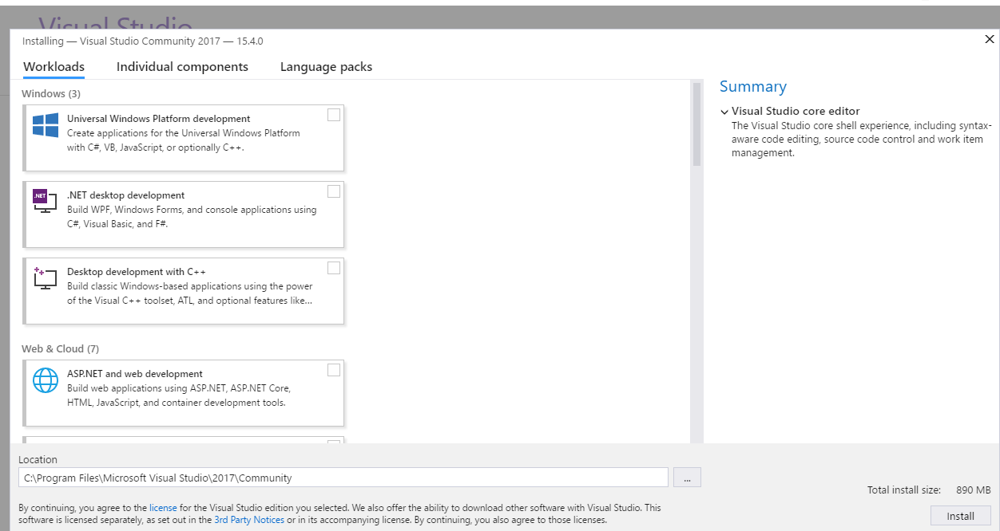 Visual Studio
Installing — Visual Studio Community 2017 — 15.4.0
Workloads
Individual components
Language packs
Windows (3)
Universal Windows Platform development
Create applications for the Universal Windows Platform
with C#, VB, JavaScript, or optionally C++.
.NET
.NET desktop development
Build WPF, Windows Forms, and console applications using
C#, Visual Basic, and F#.
Desktop development with C++
Build classic Windows-based applications using the power
of the Visual C++ toolset, ATL, and optional features like...
Web & Cloud (7)
ASP.NET and web development
Build web applications using ASP.NET, ASP.NET Core,
HTML, JavaScript, and container development tools.
Summary
Visual Studio core editor
The Visual Studio core shell experience, including syntax-
aware code editing, source code control and work item
management.
Location
C:\Program Files\Microsoft Visual Studio\2017\Community
...
By continuing, you agree to the license for the Visual Studio edition you selected. We also offer the ability to download other software with Visual Studio. This
software is licensed separately, as set out in the 3rd Party Notices or in its accompanying license. By continuing, you also agree to those licenses.
Total install size: 890 MB
Install